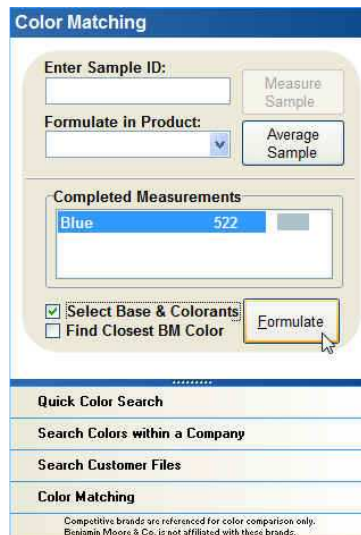 Color Matching
Enter Sample ID:
Measure
Sample
Formulate in Product:
Average
Sample
Completed Measurements
Blue 522
Select Base & Colorants
Find Closest BM Color
Formulate
Quick Color Search
Search Colors within a Company
Search Customer Files
Color Matching
Competitive brands are referenced for color comparison only.
Benjamin Moore & Co. is not affiliated with these brands.